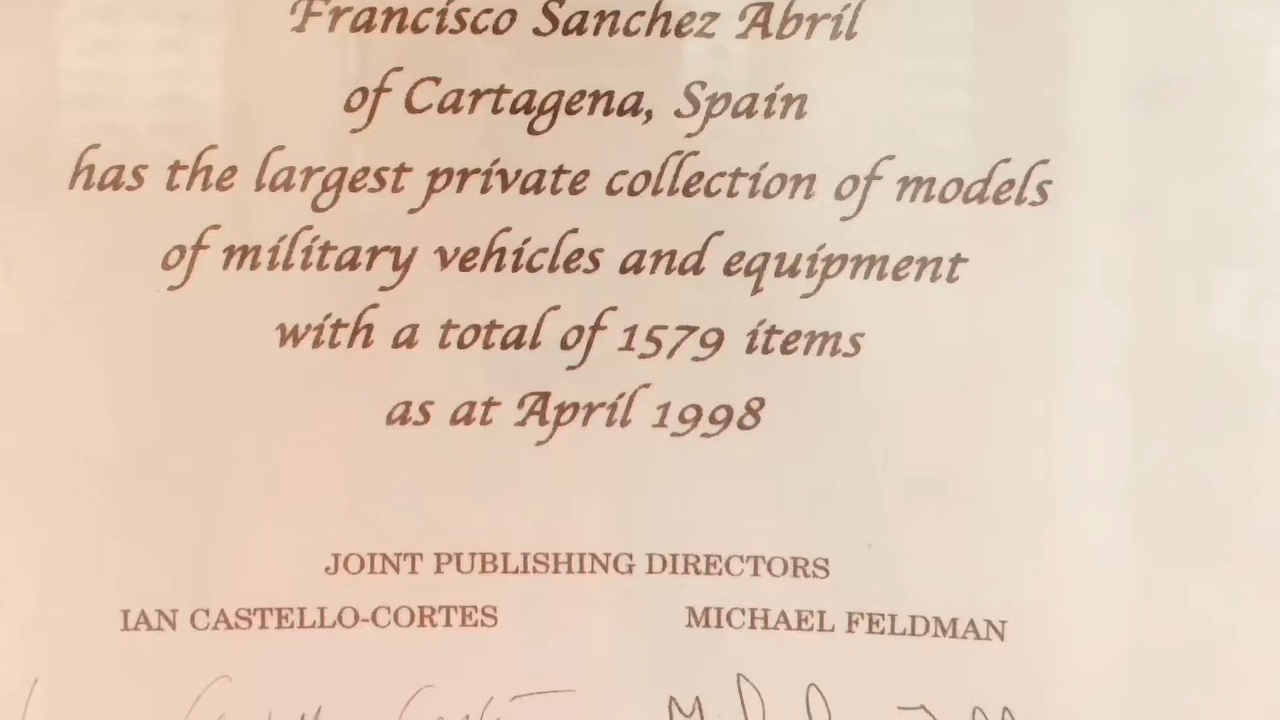 Francisco Sanchez Abril
of Cartagena, Spain
has the largest private collection of models
of military vehicles and equipment
with a total of 1579 items
as at April 1998
JOINT PUBLISHING DIRECTORS
IAN CASTELLO-CORTES MICHAEL FELDMAN